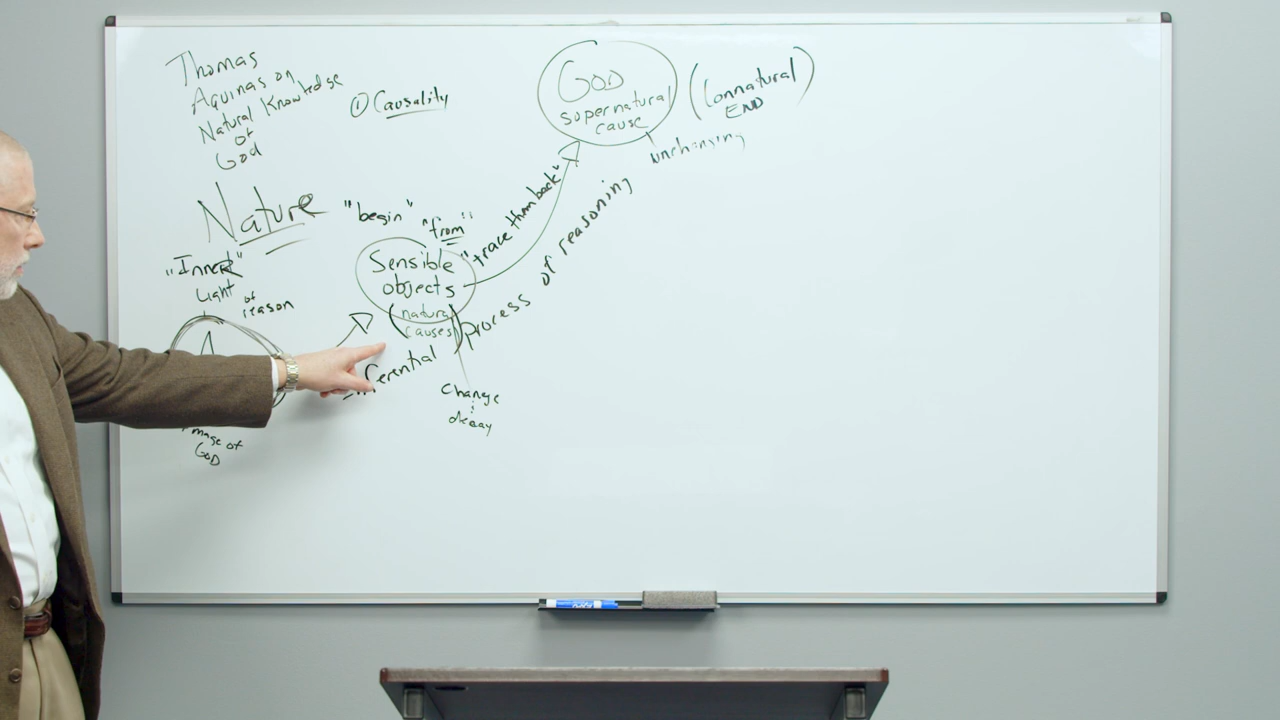 Thomas
Aquinas on
Natural Knowledge
of
God
① Causality
GOD
supernatural
cause
(Connatural)
END
unchanging
Nature
"begin"
"from"
"trace them back"
process of reasoning
"Inner"
Light of
reason
Sensible
objects
(natural
causes)
change
decay
Image of
GOD